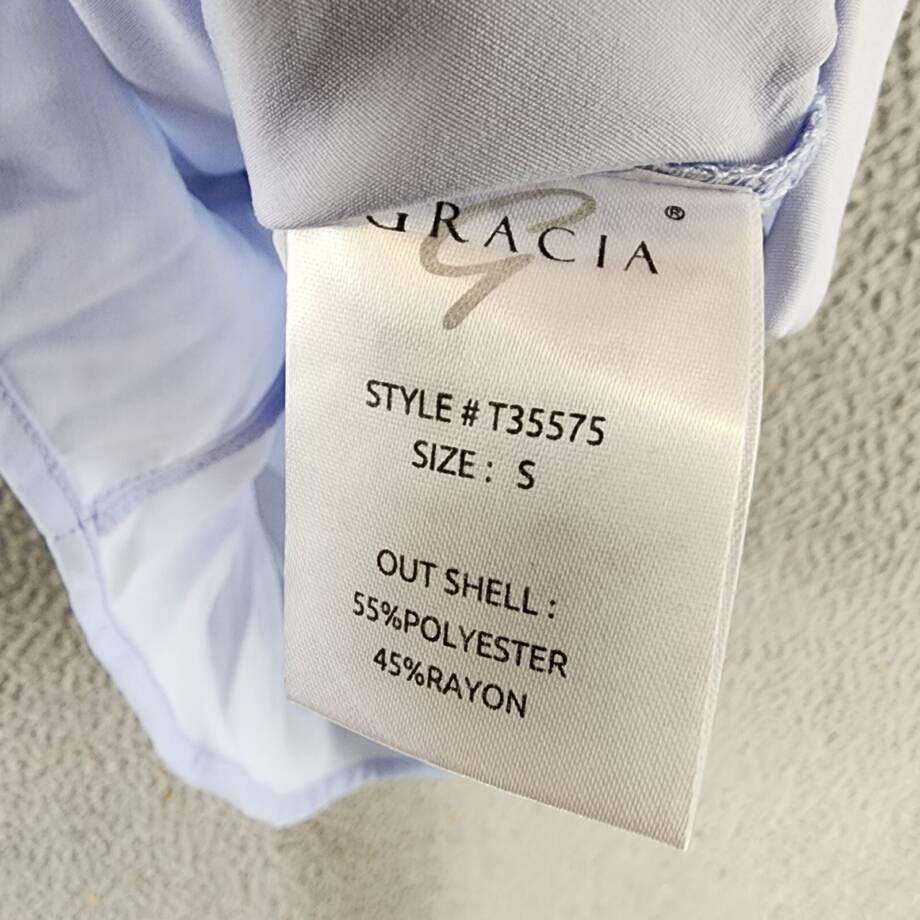 GRACIA ®
STYLE # T35575
SIZE : S
OUT SHELL :
55%POLYESTER
45%RAYON